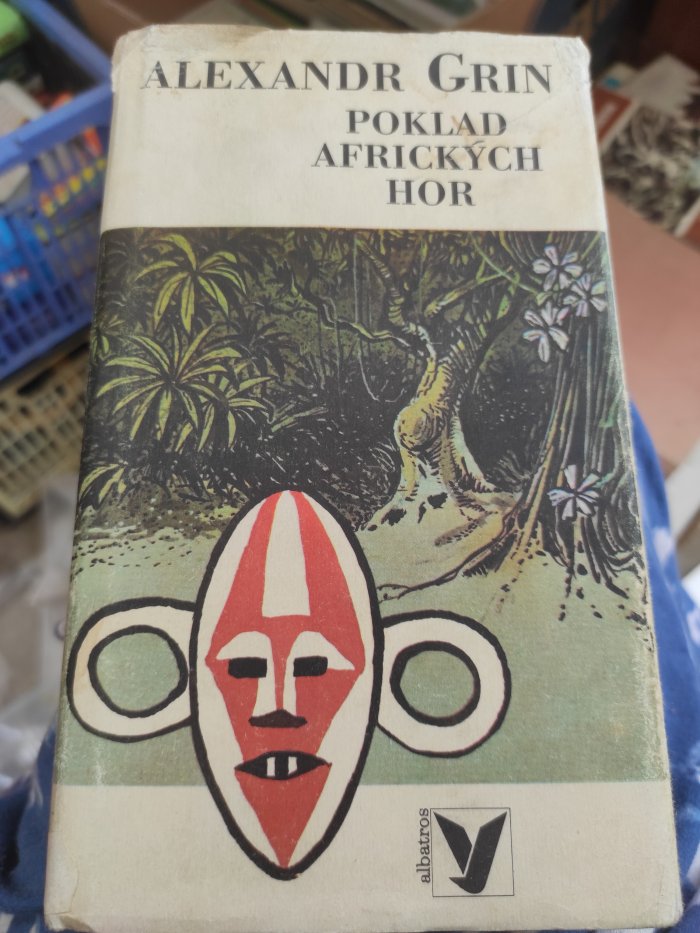 ALEXANDR GRIN
POKLAD
AFRICKÝCH
HOR
albatros